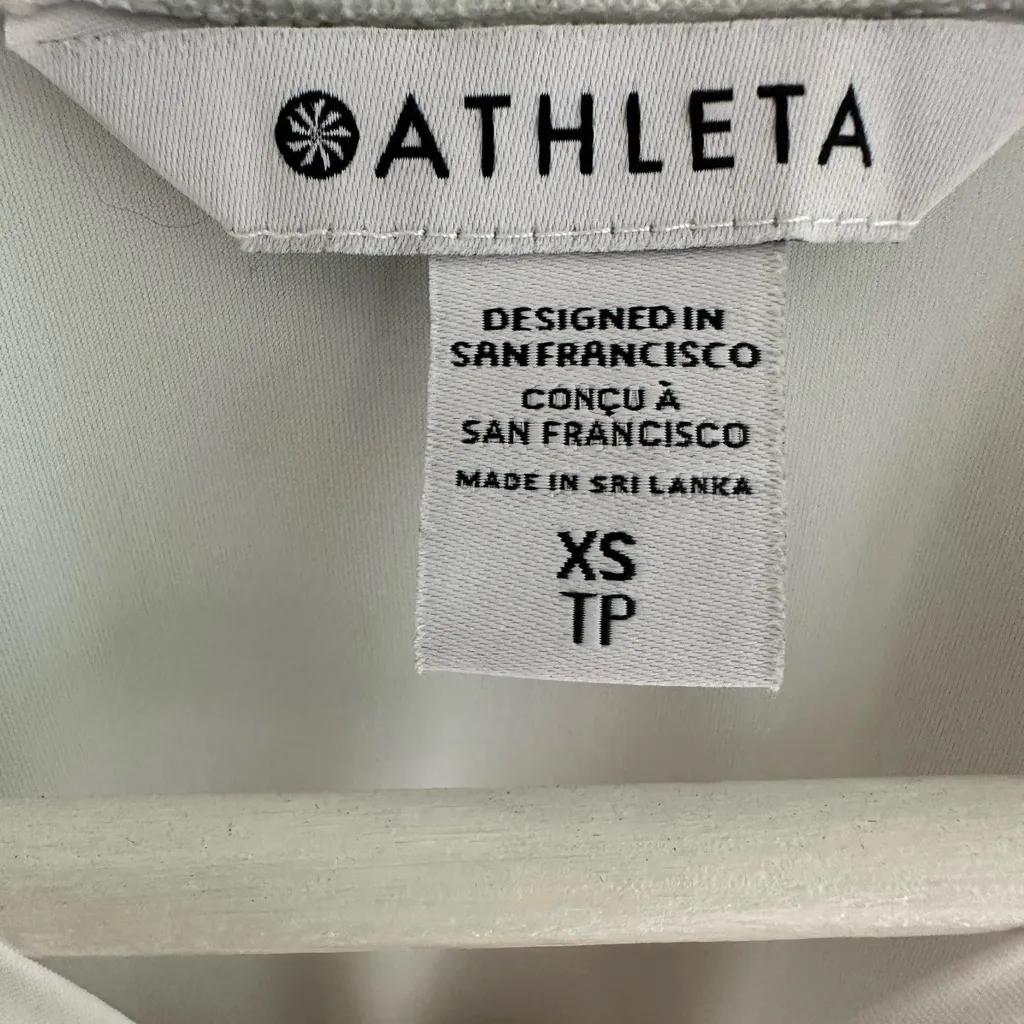 ATHLETA
DESIGNED IN
SAN FRANCISCO
CONÇU À
SAN FRANCISCO
MADE IN SRI LANKA
XS
TP